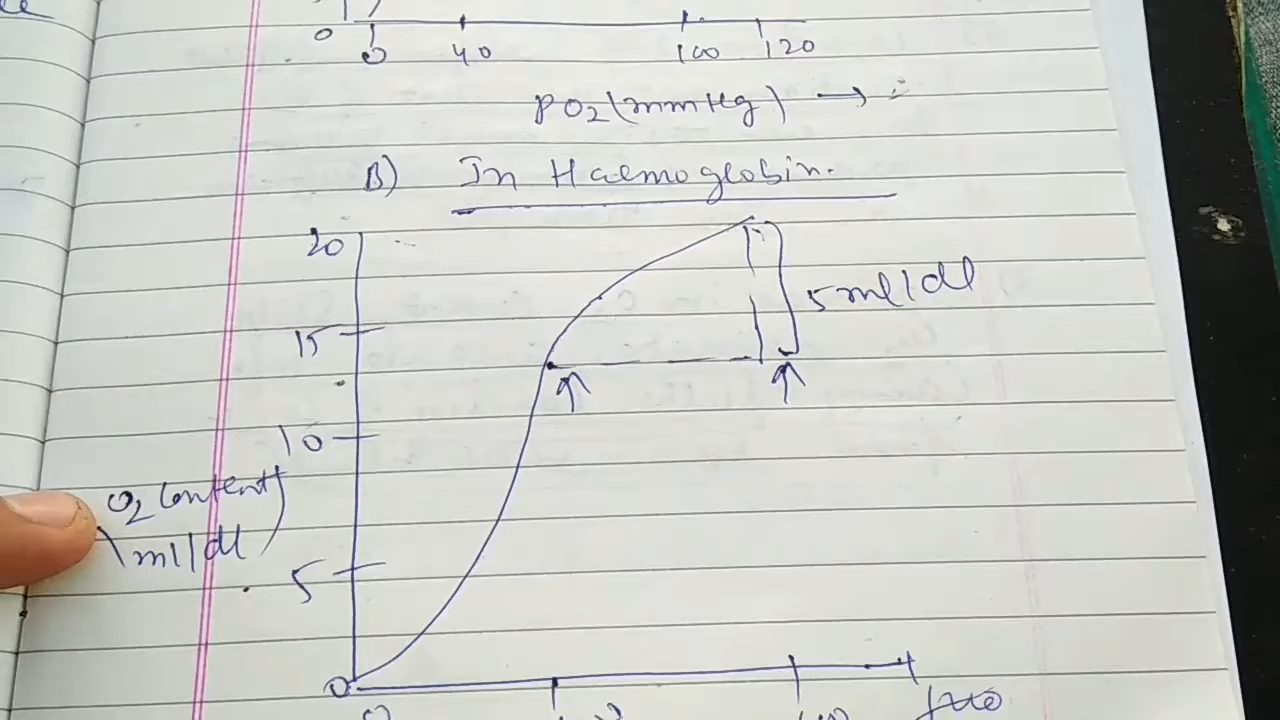 0 40 100 120
PO2 (mmHg) →
B) In Haemoglobin.
20
5 ml/dl
15
10
O2 Content
(ml/dl)
5
0